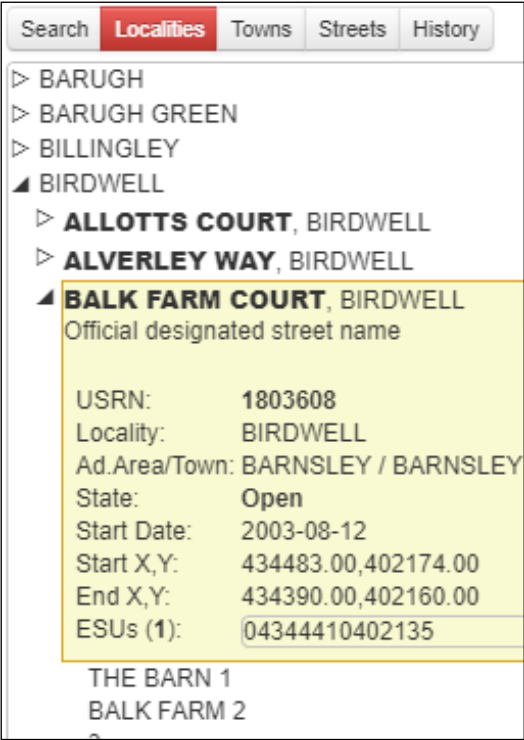 Search Localities Towns Streets History
BARUGH
BARUGH GREEN
BILLINGLEY
BIRDWELL
ALLOTTS COURT, BIRDWELL
ALVERLEY WAY, BIRDWELL
BALK FARM COURT, BIRDWELL
Official designated street name
USRN: 1803608
Locality: BIRDWELL
Ad.Area/Town: BARNSLEY / BARNSLEY
State: Open
Start Date: 2003-08-12
Start X,Y: 434483.00,402174.00
End X,Y: 434390.00,402160.00
ESUs (1): 04344410402135
THE BARN 1
BALK FARM 2